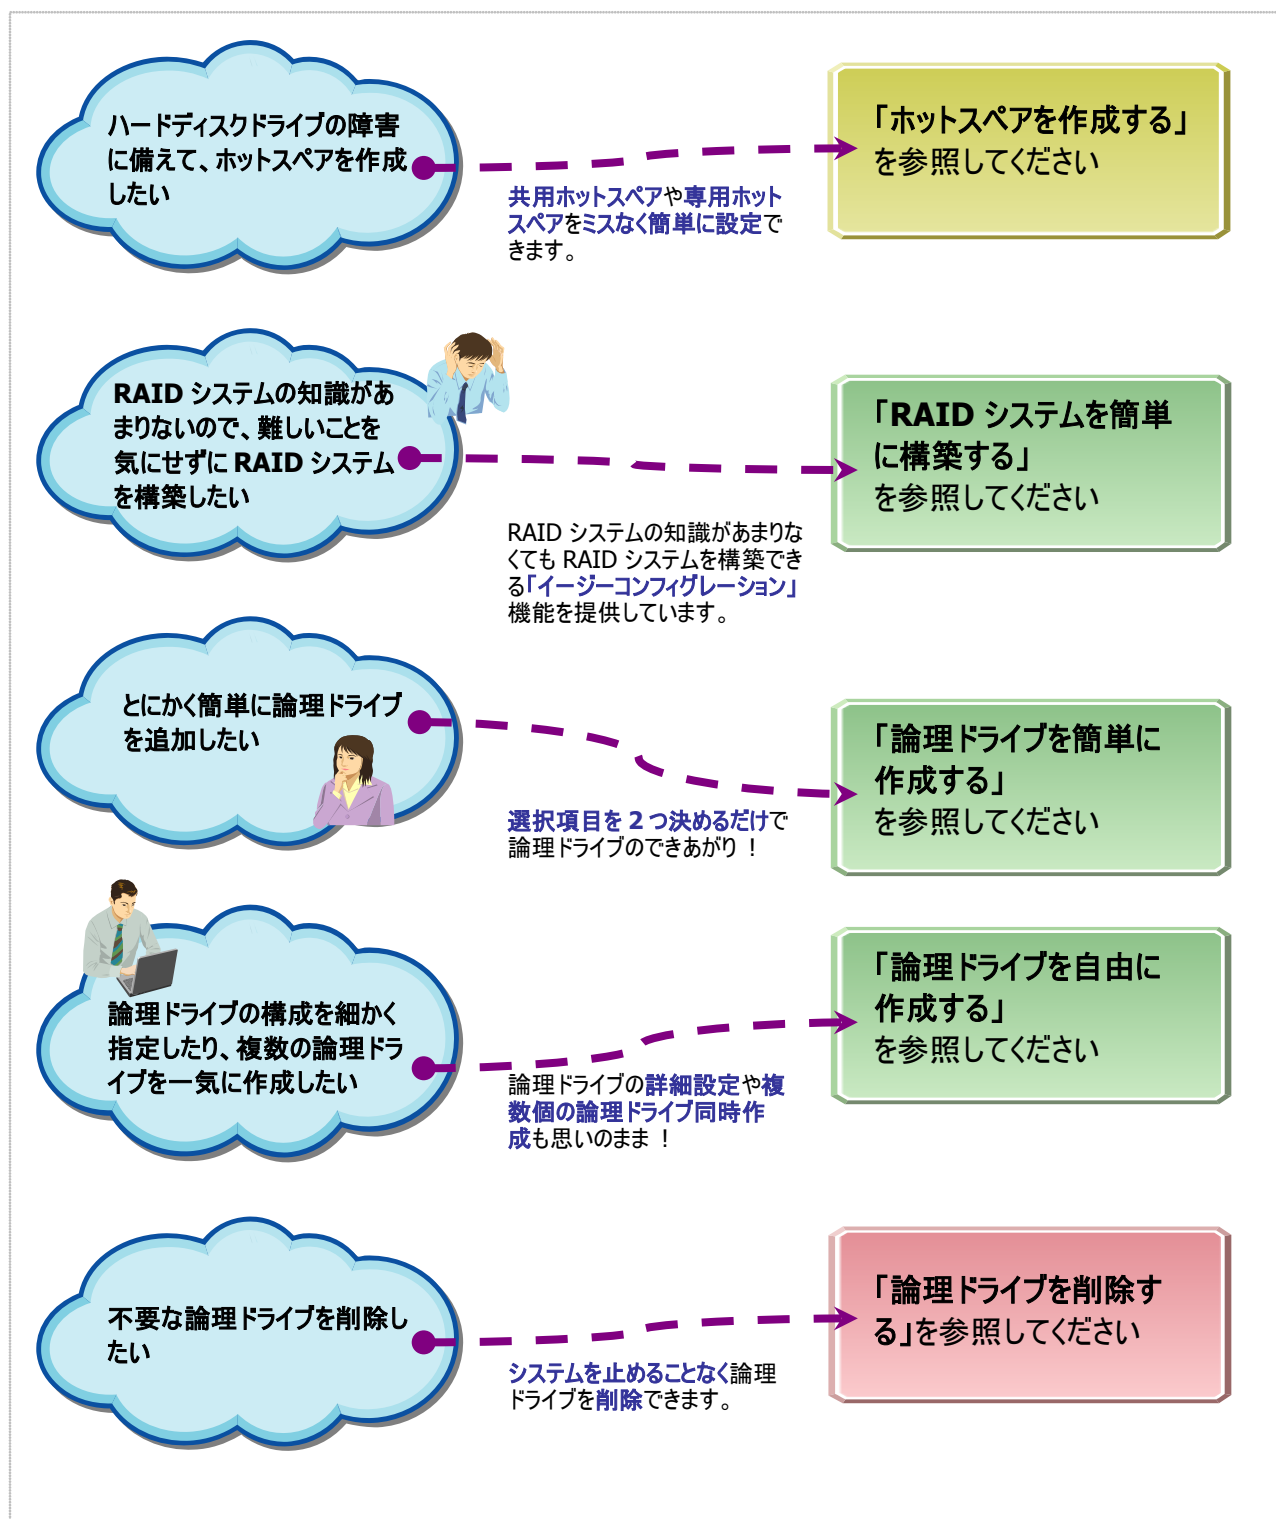 ハードディスクドライブの障害
に備えて、ホットスペアを作成
したい
共用ホットスペアや専用ホット
スペアをミスなく簡単に設定で
きます。
「ホットスペアを作成する」
を参照してください
RAID システムの知識があ
まりないので、難しいことを
気にせずに RAID システム
を構築したい
RAID システムの知識があまりな
くても RAID システムを構築でき
る「イージーコンフィグレーション」
機能を提供しています。
「RAID システムを簡単
に構築する」
を参照してください
とにかく簡単に論理ドライブ
を追加したい
選択項目を 2 つ決めるだけで
論理ドライブのできあがり！
「論理ドライブを簡単に
作成する」
を参照してください
論理ドライブの構成を細かく
指定したり、複数の論理ドラ
イブを一気に作成したい
論理ドライブの詳細設定や複
数個の論理ドライブ同時作
成も思いのまま！
「論理ドライブを自由に
作成する」
を参照してください
不要な論理ドライブを削除し
たい
システムを止めることなく論理
ドライブを削除できます。
「論理ドライブを削除す
る」を参照してください